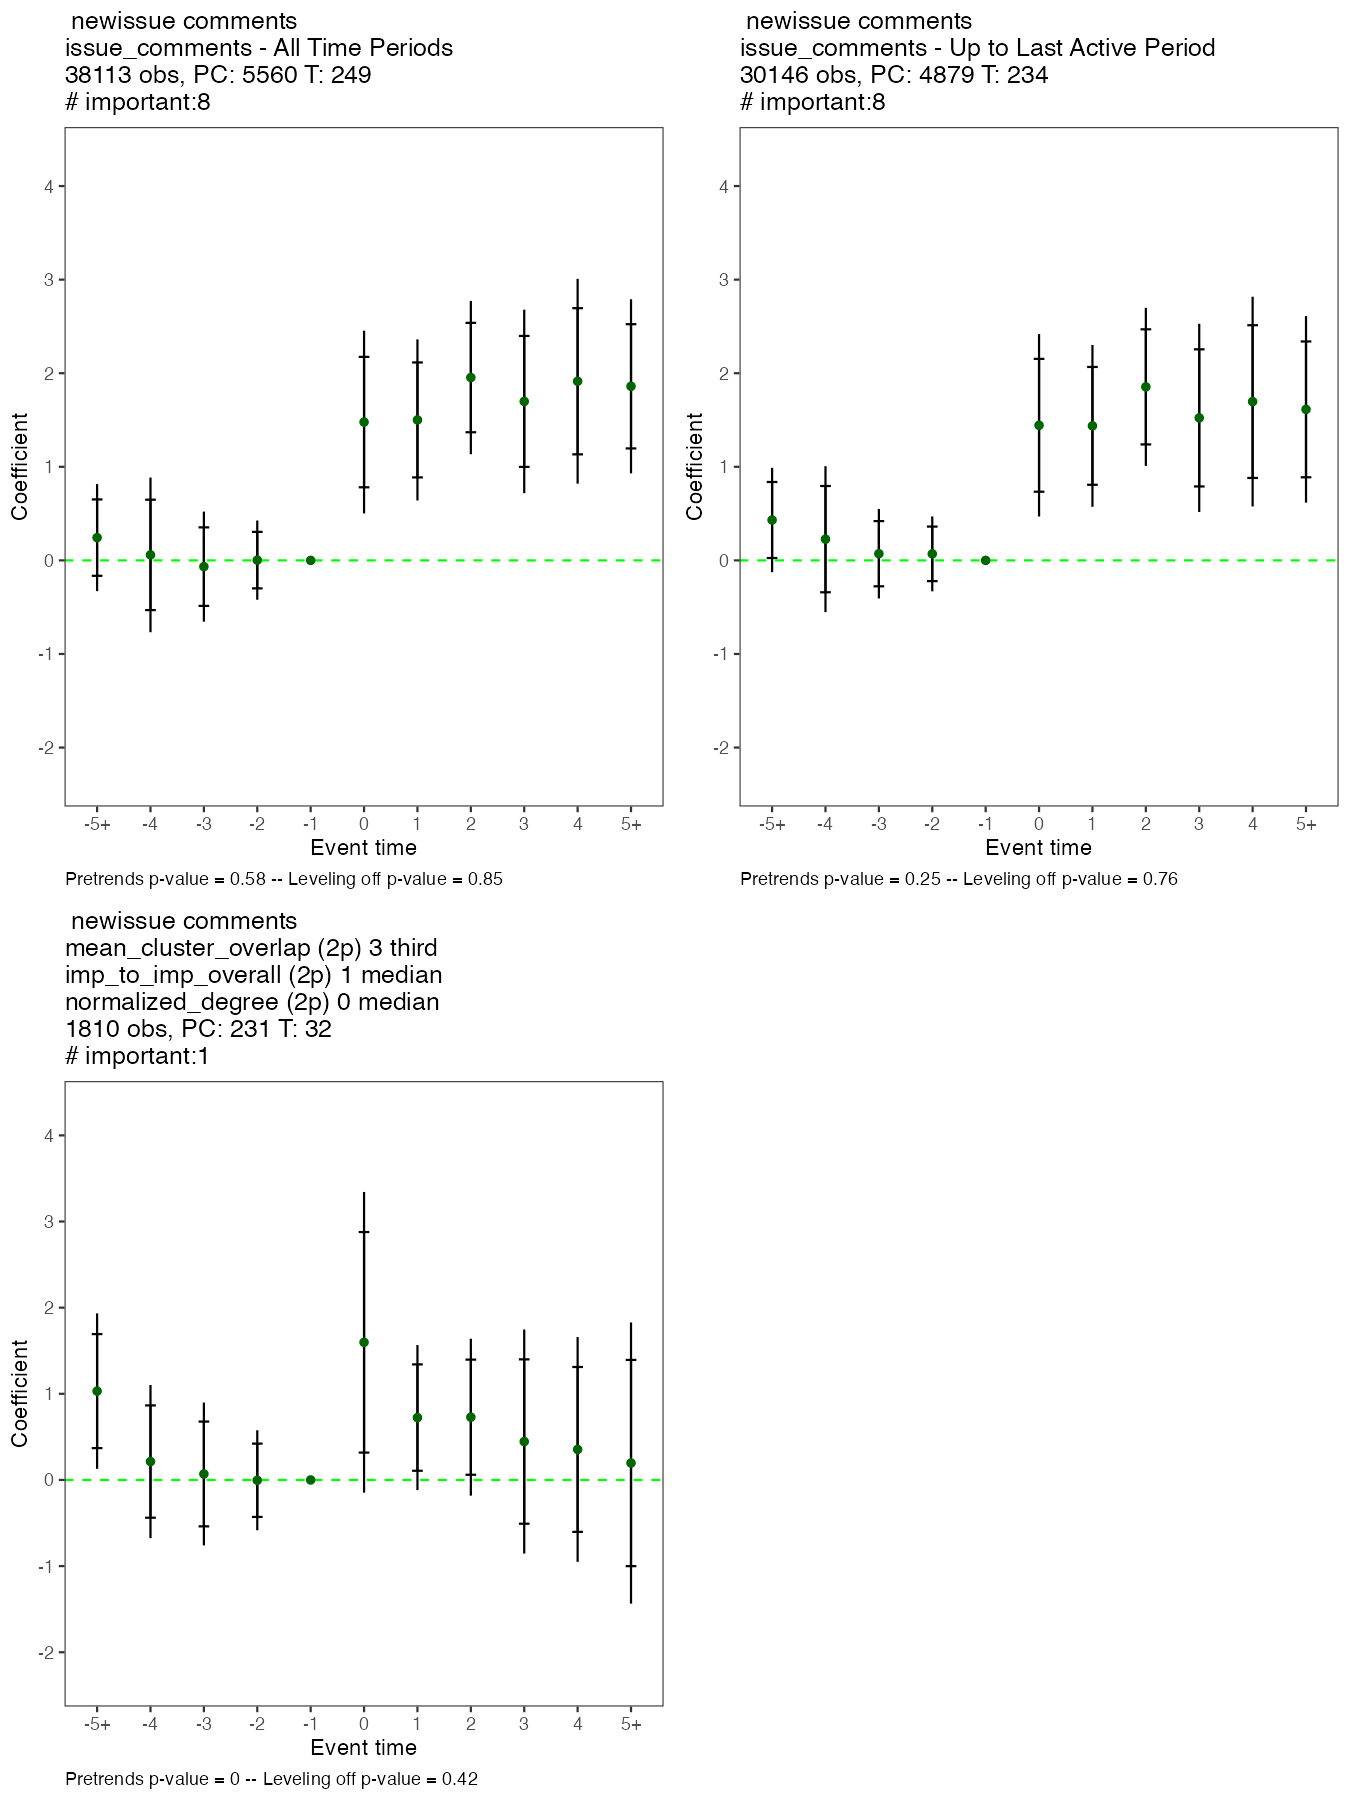 newissue comments
issue_comments - All Time Periods
38113 obs, PC: 5560 T: 249
# important:8
4
3
2
1
0
-1
-2
Coefficient
-5+ -4 -3 -2 -1 0 1 2 3 4 5+
Event time
Pretrends p-value = 0.58 -- Leveling off p-value = 0.85
newissue comments
issue_comments - Up to Last Active Period
30146 obs, PC: 4879 T: 234
# important:8
4
3
2
1
0
-1
-2
Coefficient
-5+ -4 -3 -2 -1 0 1 2 3 4 5+
Event time
Pretrends p-value = 0.25 -- Leveling off p-value = 0.76
newissue comments
mean_cluster_overlap (2p) 3 third
imp_to_imp_overall (2p) 1 median
normalized_degree (2p) 0 median
1810 obs, PC: 231 T: 32
# important:1
4
3
2
1
0
-1
-2
Coefficient
-5+ -4 -3 -2 -1 0 1 2 3 4 5+
Event time
Pretrends p-value = 0 -- Leveling off p-value = 0.42